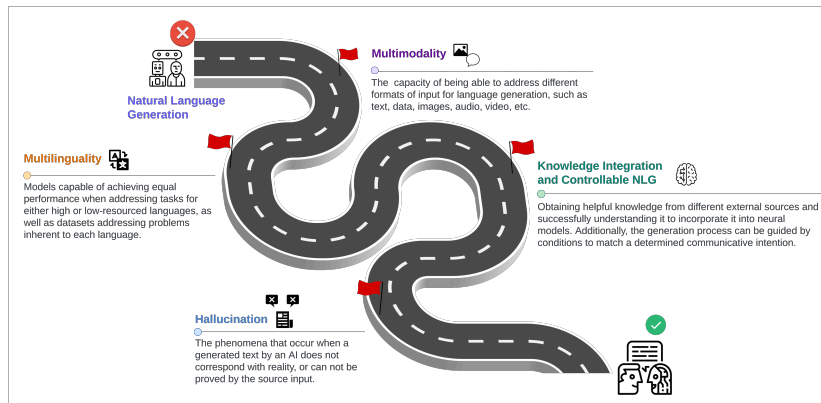 Multimodality
The  capacity of being able to address different
formats of input for language generation, such as
text, data, images, audio, video, etc.
Natural Language
Generation
Multilinguality
Models capable of achieving equal
performance when addressing tasks for
either high or low-resourced languages, as
well as datasets addressing problems
inherent to each language.
Knowledge Integration
and Controllable NLG
Obtaining helpful knowledge from different external sources and
successfully understanding it to incorporate it into neural
models. Additionally, the generation process can be guided by
conditions to match a determined communicative intention.
Hallucination
The phenomena that occur when a
generated text by an AI does not
correspond with reality, or can not be
proved by the source input.